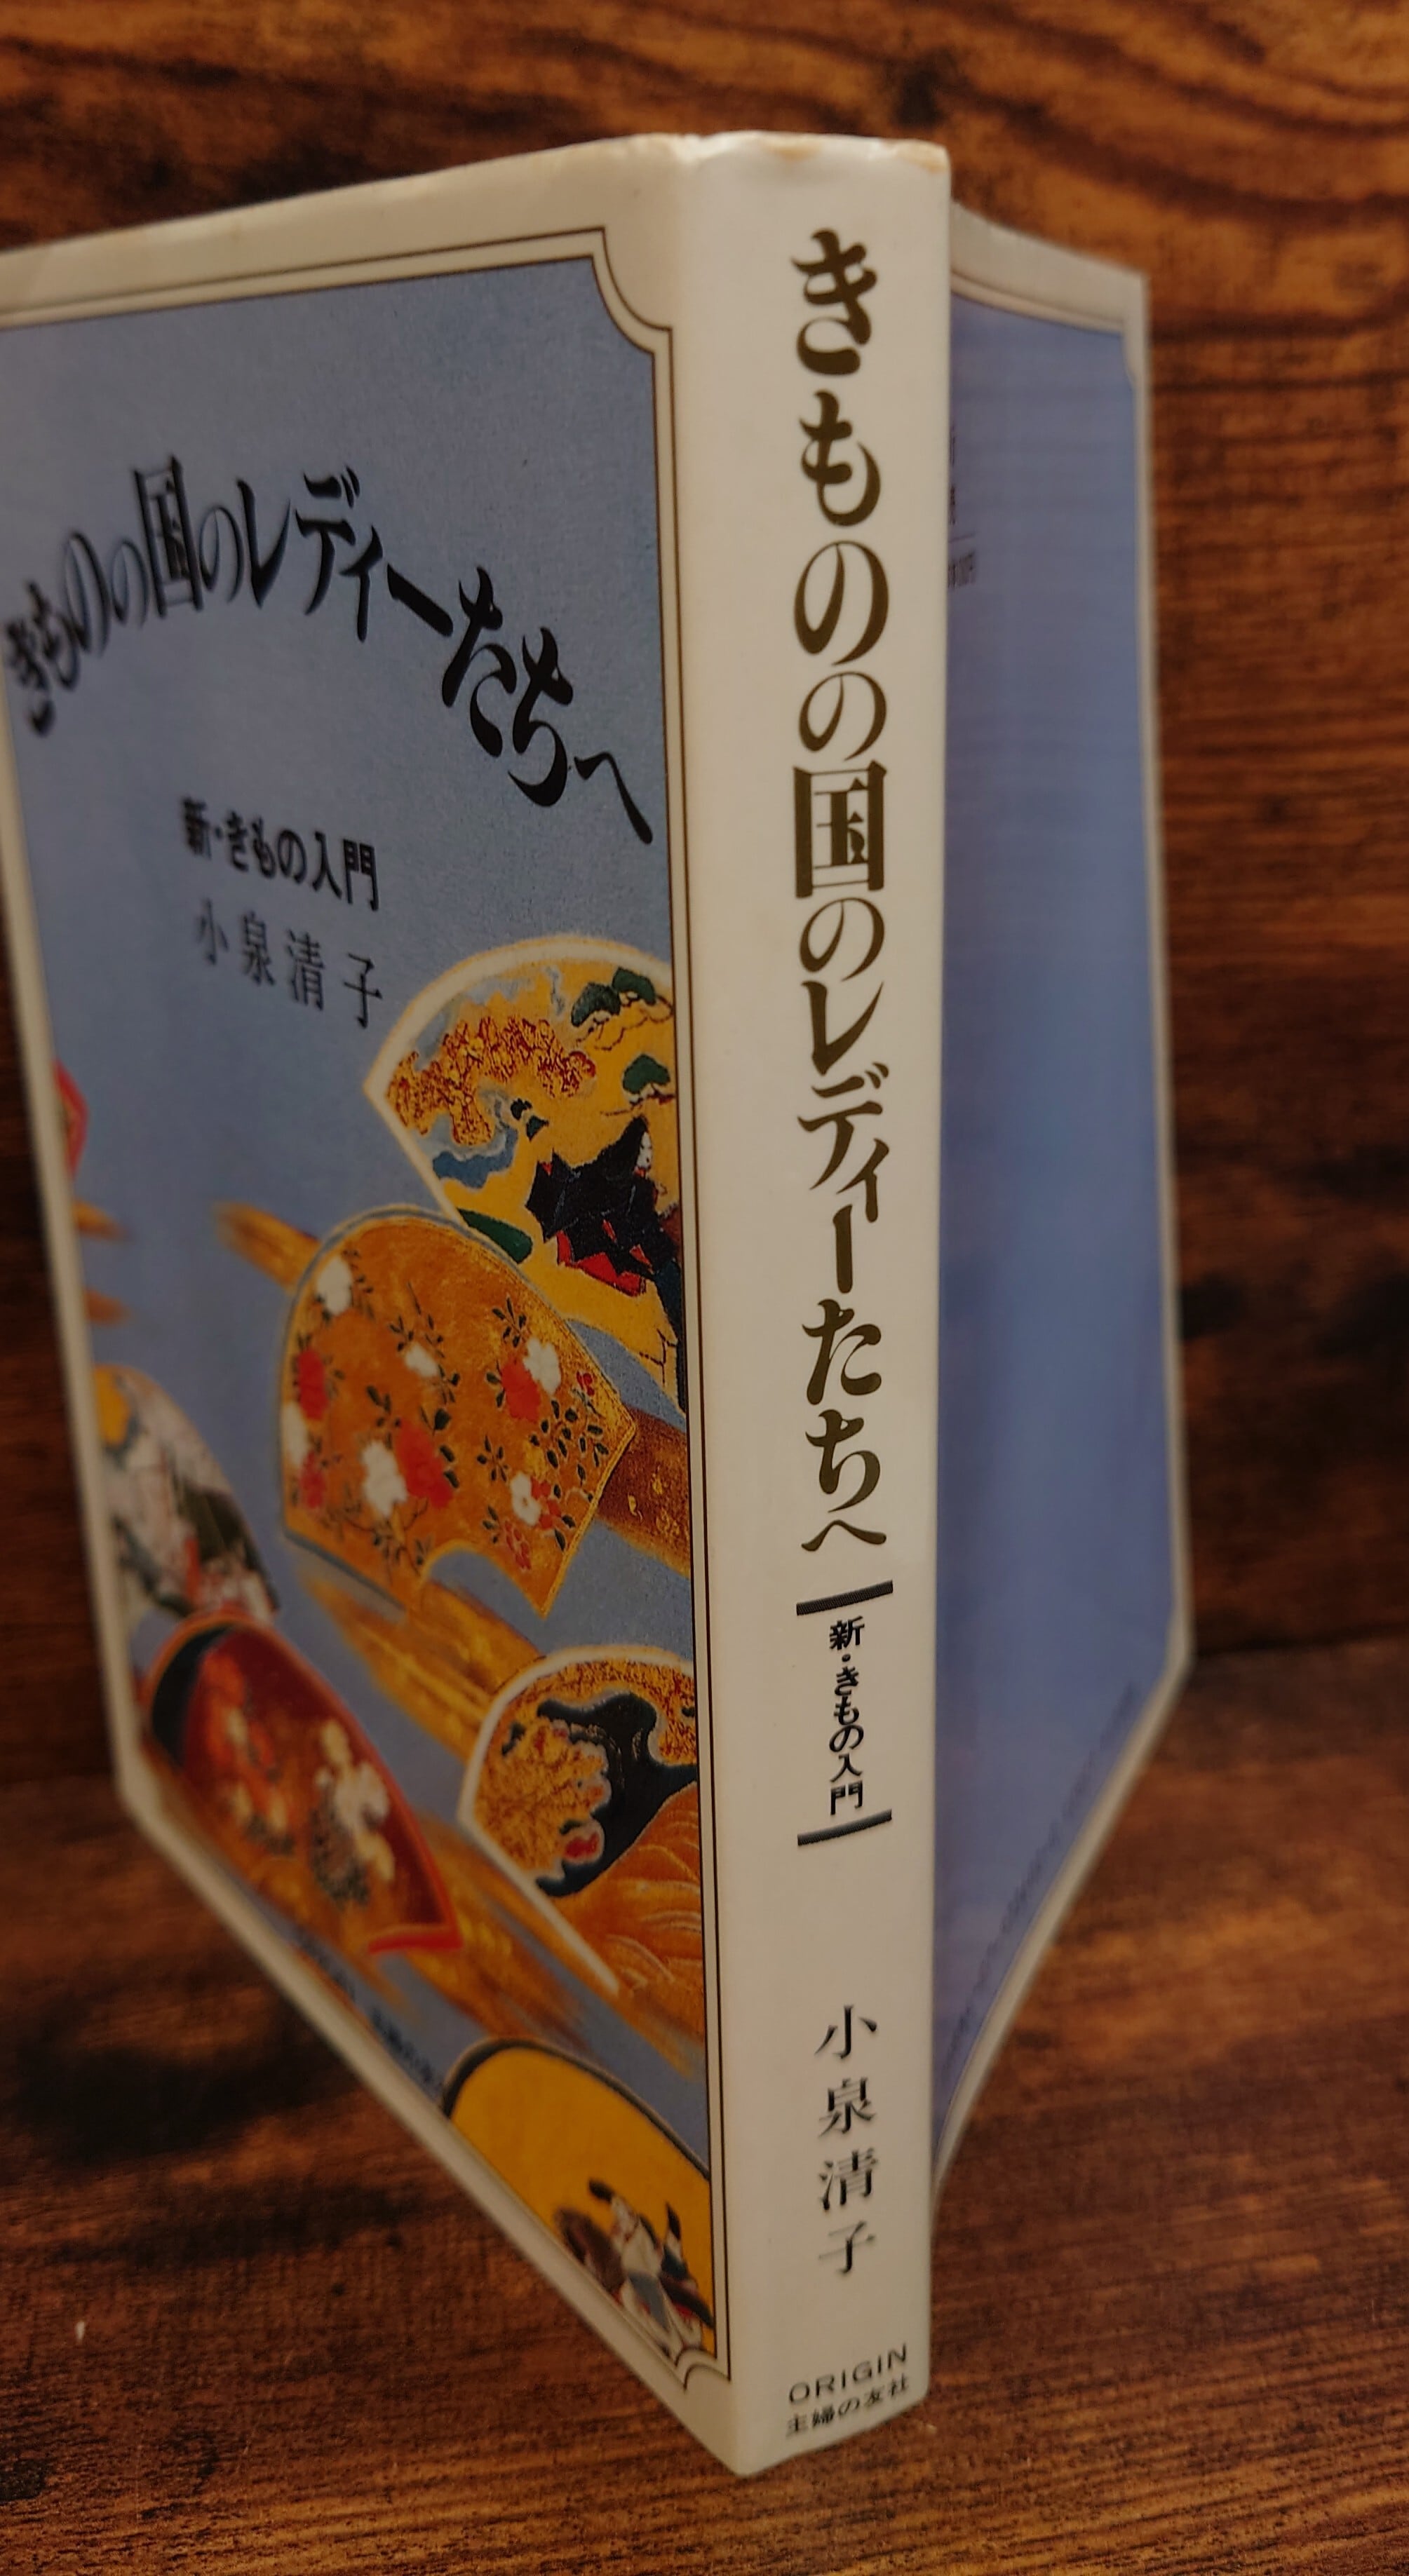 きものの国のレディーたちへ
新・きもの入門
小泉清子
きものの国のレディーたちへ
新・きもの入門
小泉清子
ORIGIN
主婦の友社